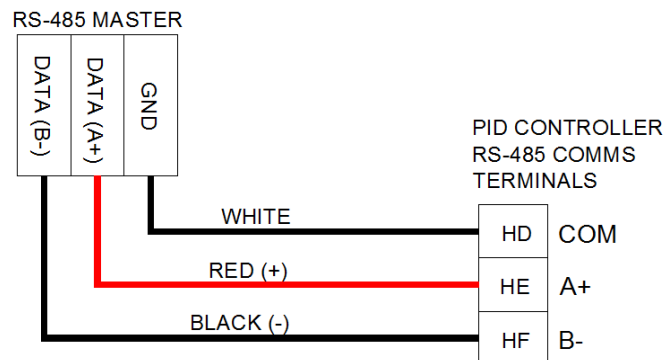 RS-485 MASTER
DATA (B-)
DATA (A+)
GND
PID CONTROLLER
RS-485 COMMS
TERMINALS
WHITE
HD COM
RED (+)
HE A+
BLACK (-)
HF B-